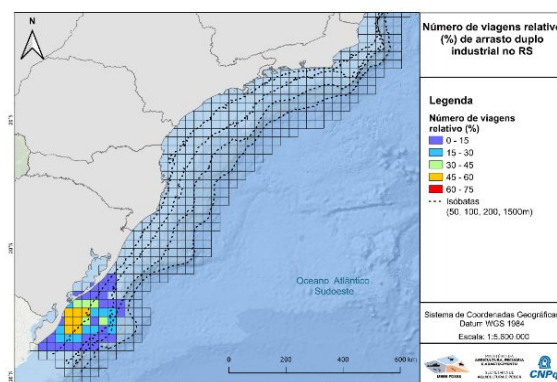 Número de viagens relativo
(%) de arrasto duplo
industrial no RS
Legenda
Número de viagens
relativo (%)
0 - 15
15 - 30
30 - 45
45 - 60
60 - 75
Isóbatas
(50, 100, 200, 1500m)
Oceano Atlântico
Sudoeste
0 200 400 600 km
Sistema de Coordenadas Geográficas
Datum WGS 1984
Escala: 1:5.800.000
CNPq